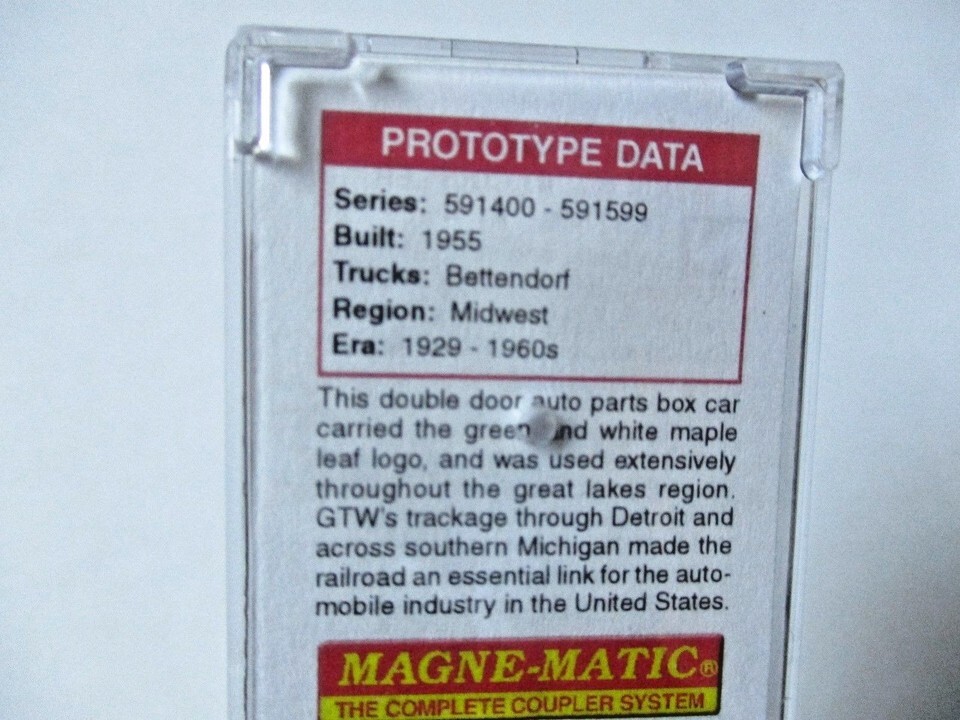 PROTOTYPE DATA
Series: 591400 - 591599
Built: 1955
Trucks: Bettendorf
Region: Midwest
Era: 1929 - 1960s
This double door auto parts box car
carried the green and white maple
leaf logo, and was used extensively
throughout the great lakes region.
GTW's trackage through Detroit and
across southern Michigan made the
railroad an essential link for the auto-
mobile industry in the United States.
MAGNE-MATIC®
THE COMPLETE COUPLER SYSTEM